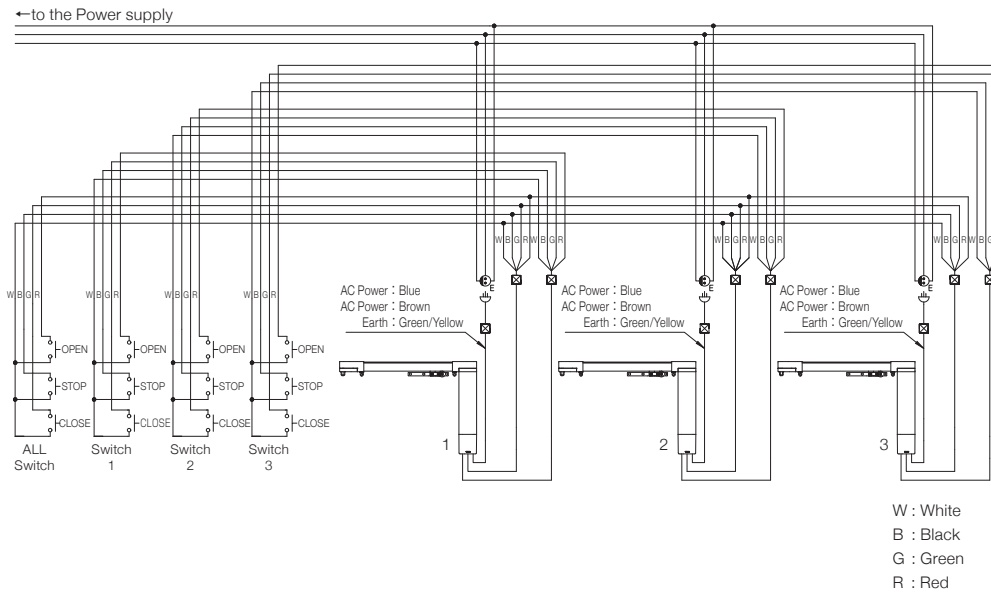 ←to the Power supply
W B G R W B G R
W B G R W B G R
W B G R W B G
E
E
E
AC Power : Blue
AC Power : Brown
Earth : Green/Yellow
AC Power : Blue
AC Power : Brown
Earth : Green/Yellow
AC Power : Blue
AC Power : Brown
Earth : Green/Yellow
W B G R
W B G R
W B G R
W B G R
OPEN
OPEN
OPEN
OPEN
STOP
STOP
STOP
STOP
CLOSE
CLOSE
CLOSE
CLOSE
ALL
Switch
Switch
1
Switch
2
Switch
3
1
2
3
W : White
B : Black
G : Green
R : Red